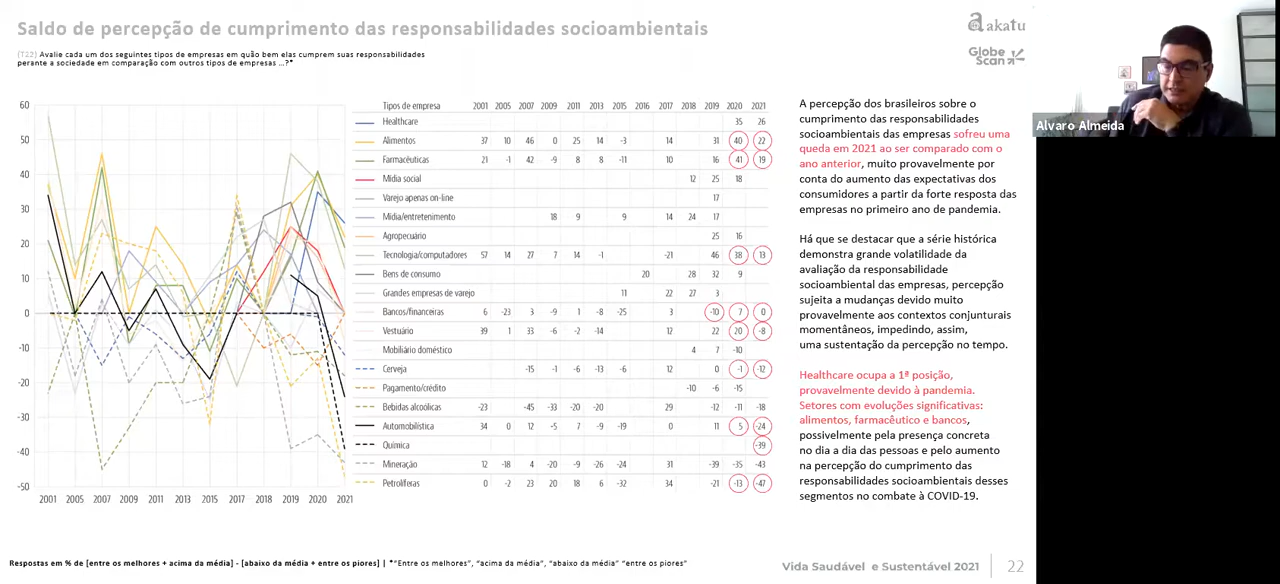 Saldo de percepção de cumprimento das responsabilidades socioambientais
(T22) Avalie cada um dos seguintes tipos de empresas em quão bem elas cumprem suas responsabilidades
perante a sociedade em comparação com outros tipos de empresas ...?*
akatu
Globe
Scan
Alvaro Almeida
60
50
40
30
20
10
0
-10
-20
-30
-40
-50
2001 2005 2007 2009 2011 2013 2015 2016 2017 2018 2019 2020 2021
Tipos de empresa 2001 2005 2007 2009 2011 2013 2015 2016 2017 2018 2019 2020 2021
Healthcare 35 26
Alimentos 37 10 46 0 25 14 -3 14 31 40 22
Farmacêuticas 21 -1 42 -9 8 8 -11 10 16 41 19
Mídia social 12 25 18
Varejo apenas on-line 17
Mídia/entretenimento 18 9 9 14 24 17
Agropecuário 25 16
Tecnologia/computadores 57 14 27 7 14 -1 -21 46 38 13
Bens de consumo 20 28 32 9
Grandes empresas de varejo 11 22 27 3
Bancos/financeiras 6 -23 3 -9 1 -8 -25 3 -10 7 0
Vestuário 39 1 33 -6 -2 -14 12 22 20 -8
Mobiliário doméstico 4 7 -10
Cerveja -15 -1 -6 -13 -6 12 0 -1 -12
Pagamento/crédito -10 -6 -15
Bebidas alcoólicas -23 -45 -33 -20 -20 29 -12 -11 -18
Automobilística 34 0 12 -5 7 -9 -19 0 11 5 -24
Química -39
Mineração 12 -18 4 -20 -9 -26 -24 31 -39 -35 -43
Petrolíferas 0 -2 23 20 18 6 -32 34 -21 -13 -47
A percepção dos brasileiros sobre o
cumprimento das responsabilidades
socioambientais das empresas sofreu uma
queda em 2021 ao ser comparado com o
ano anterior, muito provavelmente por
conta do aumento das expectativas dos
consumidores a partir da forte resposta das
empresas no primeiro ano de pandemia.
Há que se destacar que a série histórica
demonstra grande volatilidade da
avaliação da responsabilidade
socioambiental das empresas, percepção
sujeita a mudanças devido muito
provavelmente aos contextos conjunturais
momentâneos, impedindo, assim,
uma sustentação da percepção no tempo.
Healthcare ocupa a 1ª posição,
provavelmente devido à pandemia.
Setores com evoluções significativas:
alimentos, farmacêutico e bancos,
possivelmente pela presença concreta
no dia a dia das pessoas e pelo aumento
na percepção do cumprimento das
responsabilidades socioambientais desses
segmentos no combate à COVID-19.
Respostas em % de [entre os melhores + acima da média] - [abaixo da média + entre os piores] | *"Entre os melhores", "acima da média", "abaixo da média" "entre os piores"
Vida Saudável e Sustentável 2021 22